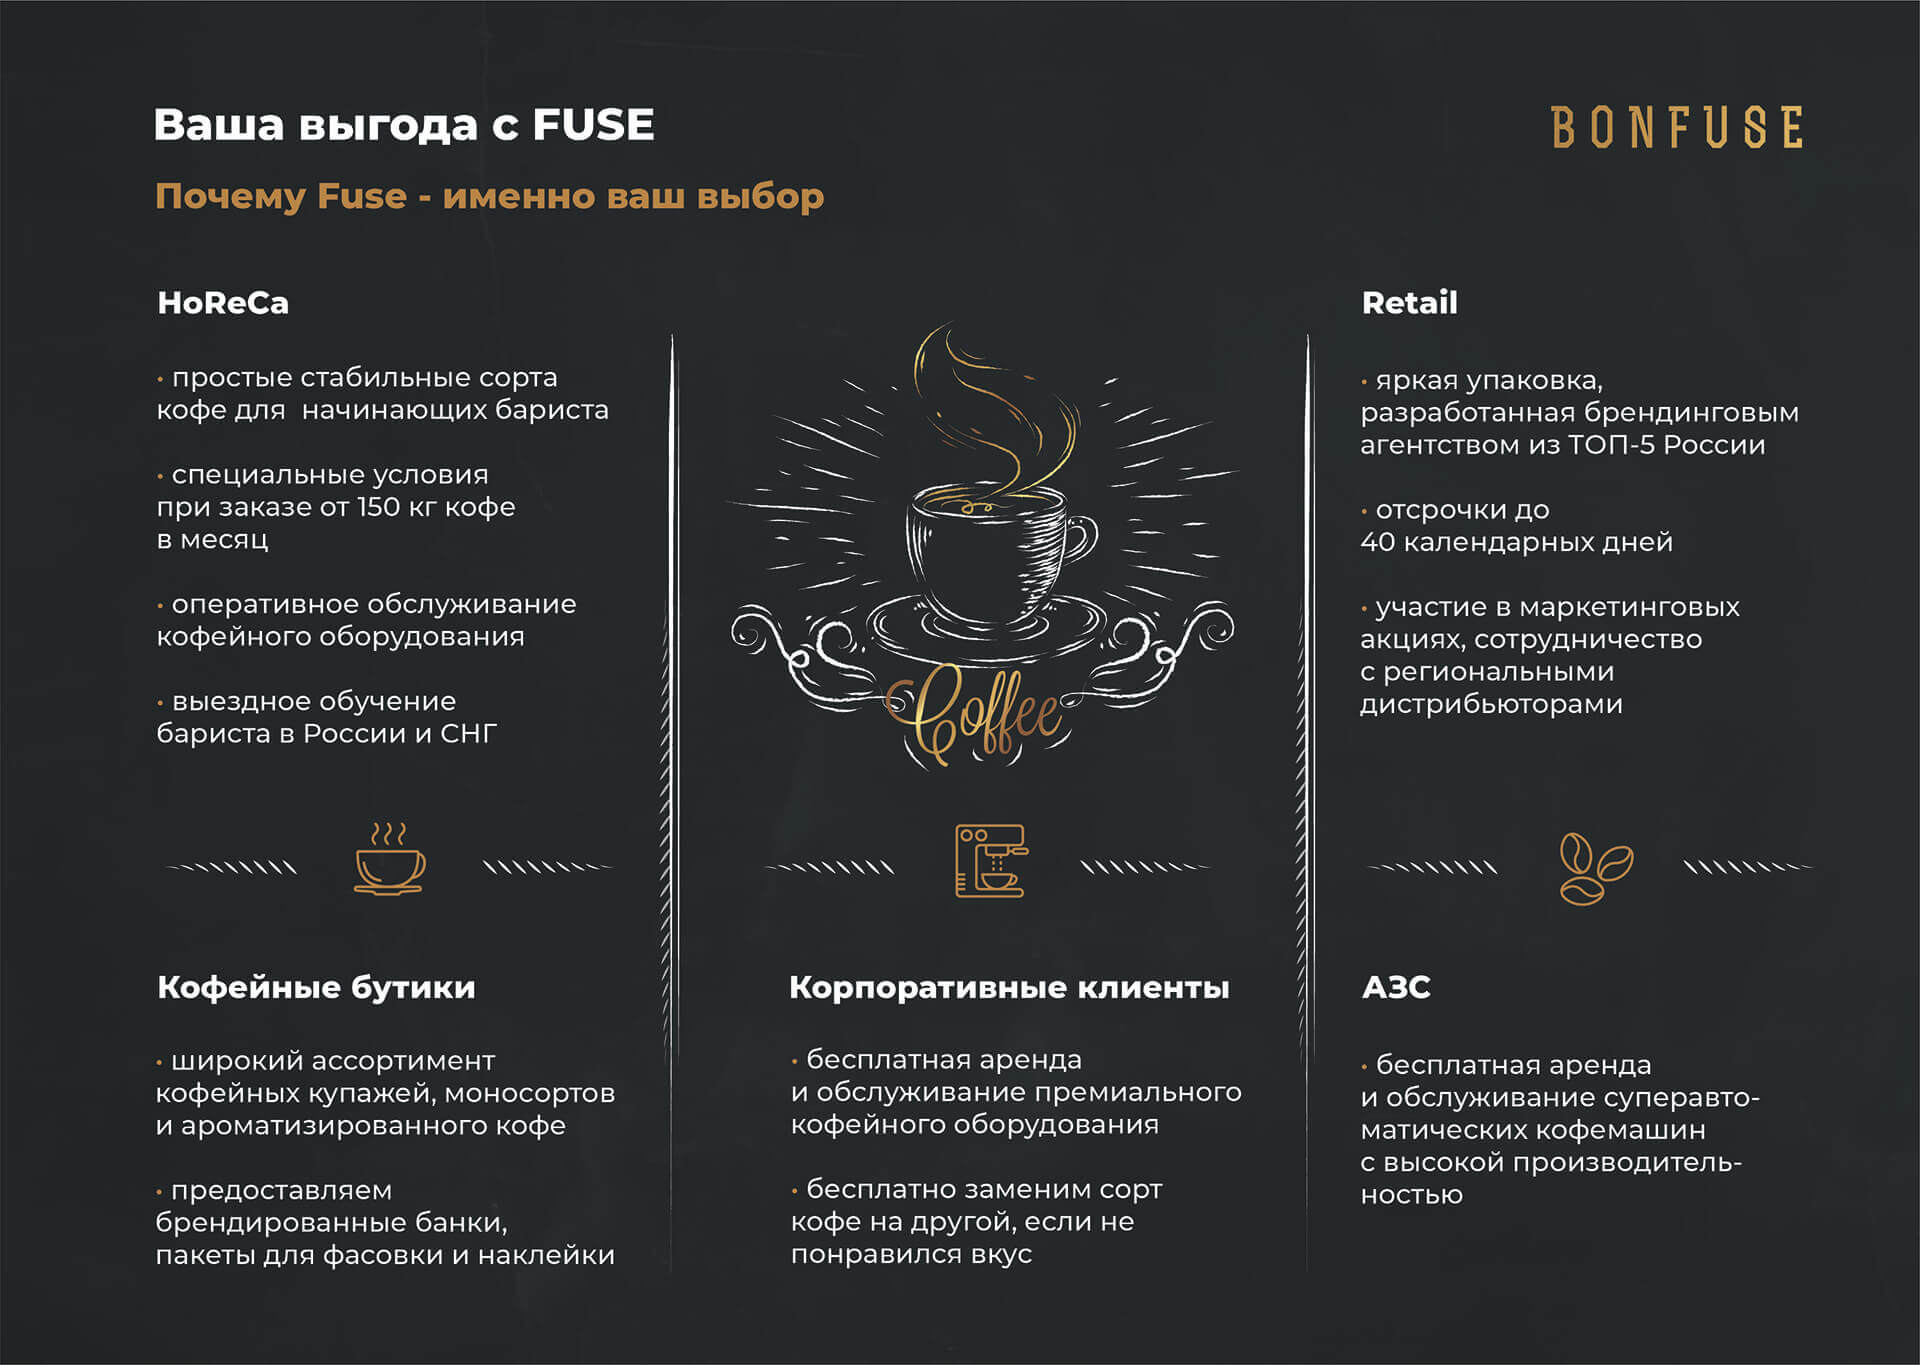 Ваша выгода с FUSE
BONFUSE
Почему Fuse - именно ваш выбор
HoReCa
· простые стабильные сорта
кофе для  начинающих бариста
· специальные условия
при заказе от 150 кг кофе
в месяц
· оперативное обслуживание
кофейного оборудования
· выездное обучение
бариста в России и СНГ
Coffee
Retail
· яркая упаковка,
разработанная брендинговым
агентством из ТОП-5 России
· отсрочки до
40 календарных дней
· участие в маркетинговых
акциях, сотрудничество
с региональными
дистрибьюторами
Кофейные бутики
· широкий ассортимент
кофейных купажей, моносортов
и ароматизированного кофе
· предоставляем
брендированные банки,
пакеты для фасовки и наклейки
Корпоративные клиенты
· бесплатная аренда
и обслуживание премиального
кофейного оборудования
· бесплатно заменим сорт
кофе на другой, если не
понравился вкус
АЗС
· бесплатная аренда
и обслуживание суперавто-
матических кофемашин
с высокой производитель-
ностью